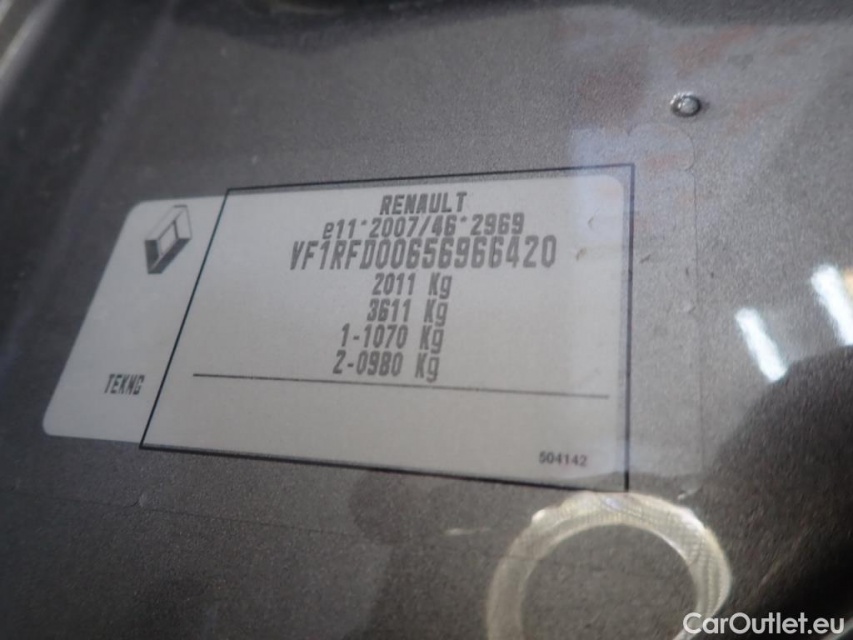 RENAULT
e11*2007/46*2969
VF1RFD00656966420
2011 Kg
3611 Kg
1-1070 Kg
2-0980 Kg
TEKNG
504142
CarOutlet.eu